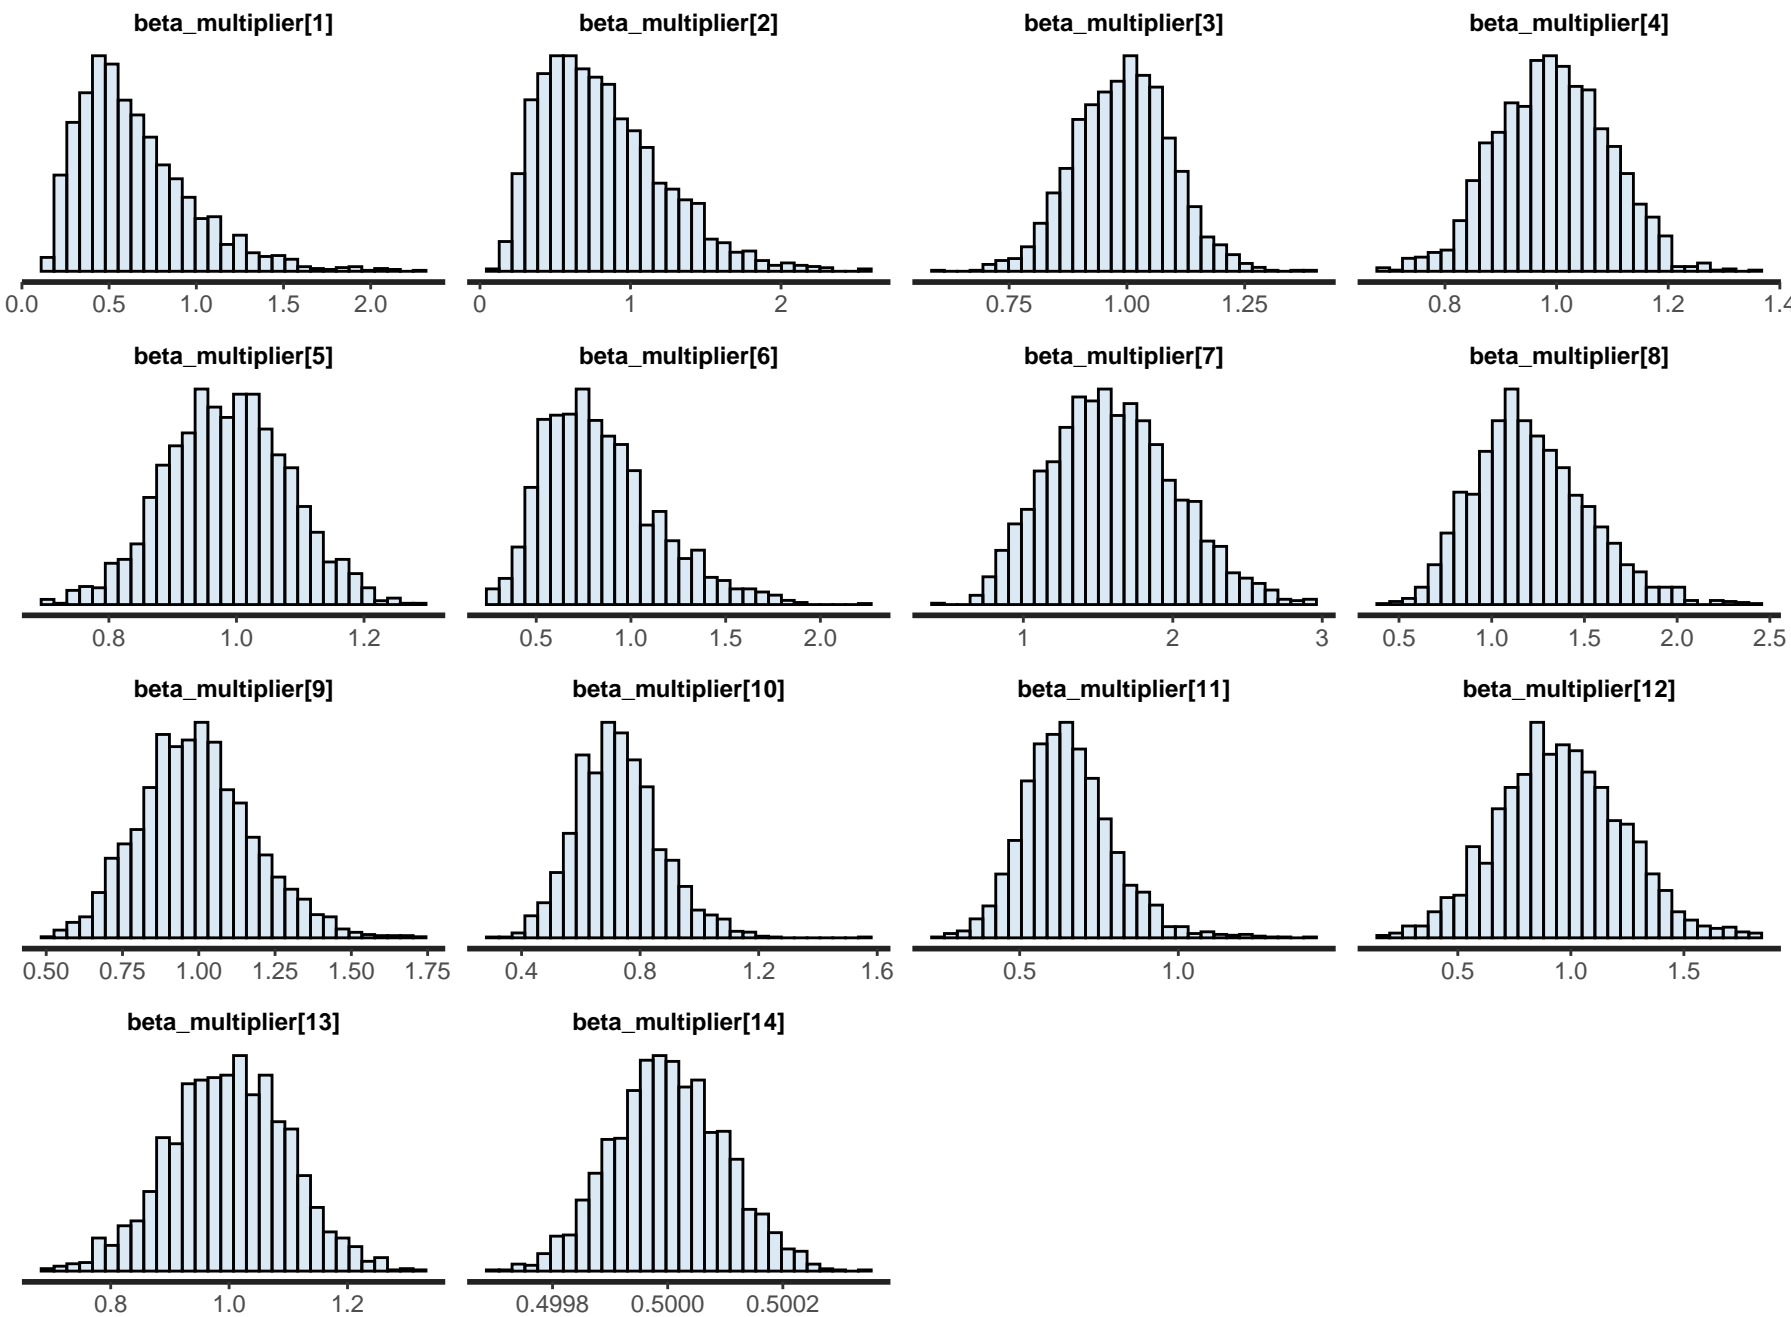 beta_multiplier[1] beta_multiplier[2] beta_multiplier[3] beta_multiplier[4]
0.0 0.5 1.0 1.5 2.0 0 1 2 0.75 1.00 1.25 0.8 1.0 1.2 1.4
beta_multiplier[5] beta_multiplier[6] beta_multiplier[7] beta_multiplier[8]
0.8 1.0 1.2 0.5 1.0 1.5 2.0 1 2 3 0.5 1.0 1.5 2.0 2.5
beta_multiplier[9] beta_multiplier[10] beta_multiplier[11] beta_multiplier[12]
0.50 0.75 1.00 1.25 1.50 1.75 0.4 0.8 1.2 1.6 0.5 1.0 0.5 1.0 1.5
beta_multiplier[13] beta_multiplier[14]
0.8 1.0 1.2 0.4998 0.5000 0.5002